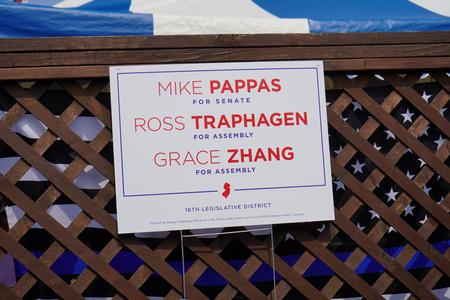 MIKE PAPPAS
FOR SENATE
ROSS TRAPHAGEN
FOR ASSEMBLY
GRACE ZHANG
FOR ASSEMBLY
16TH LEGISLATIVE DISTRICT